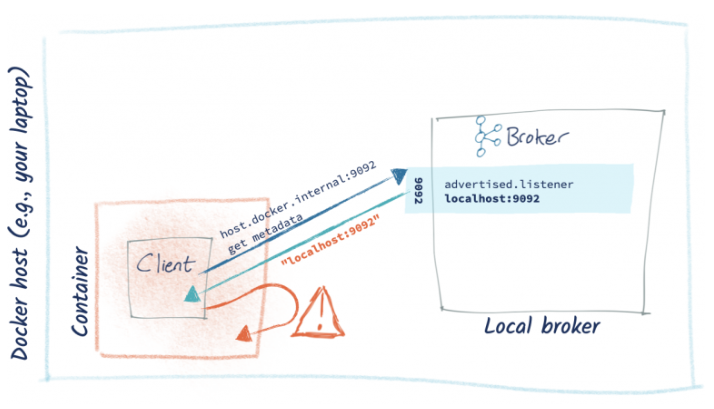 Docker host (e.g., your laptop)
Container
Client
host.docker.internal:9092
get metadata
"localhost:9092"
!
Broker
9092
advertised.listener
localhost:9092
Local broker